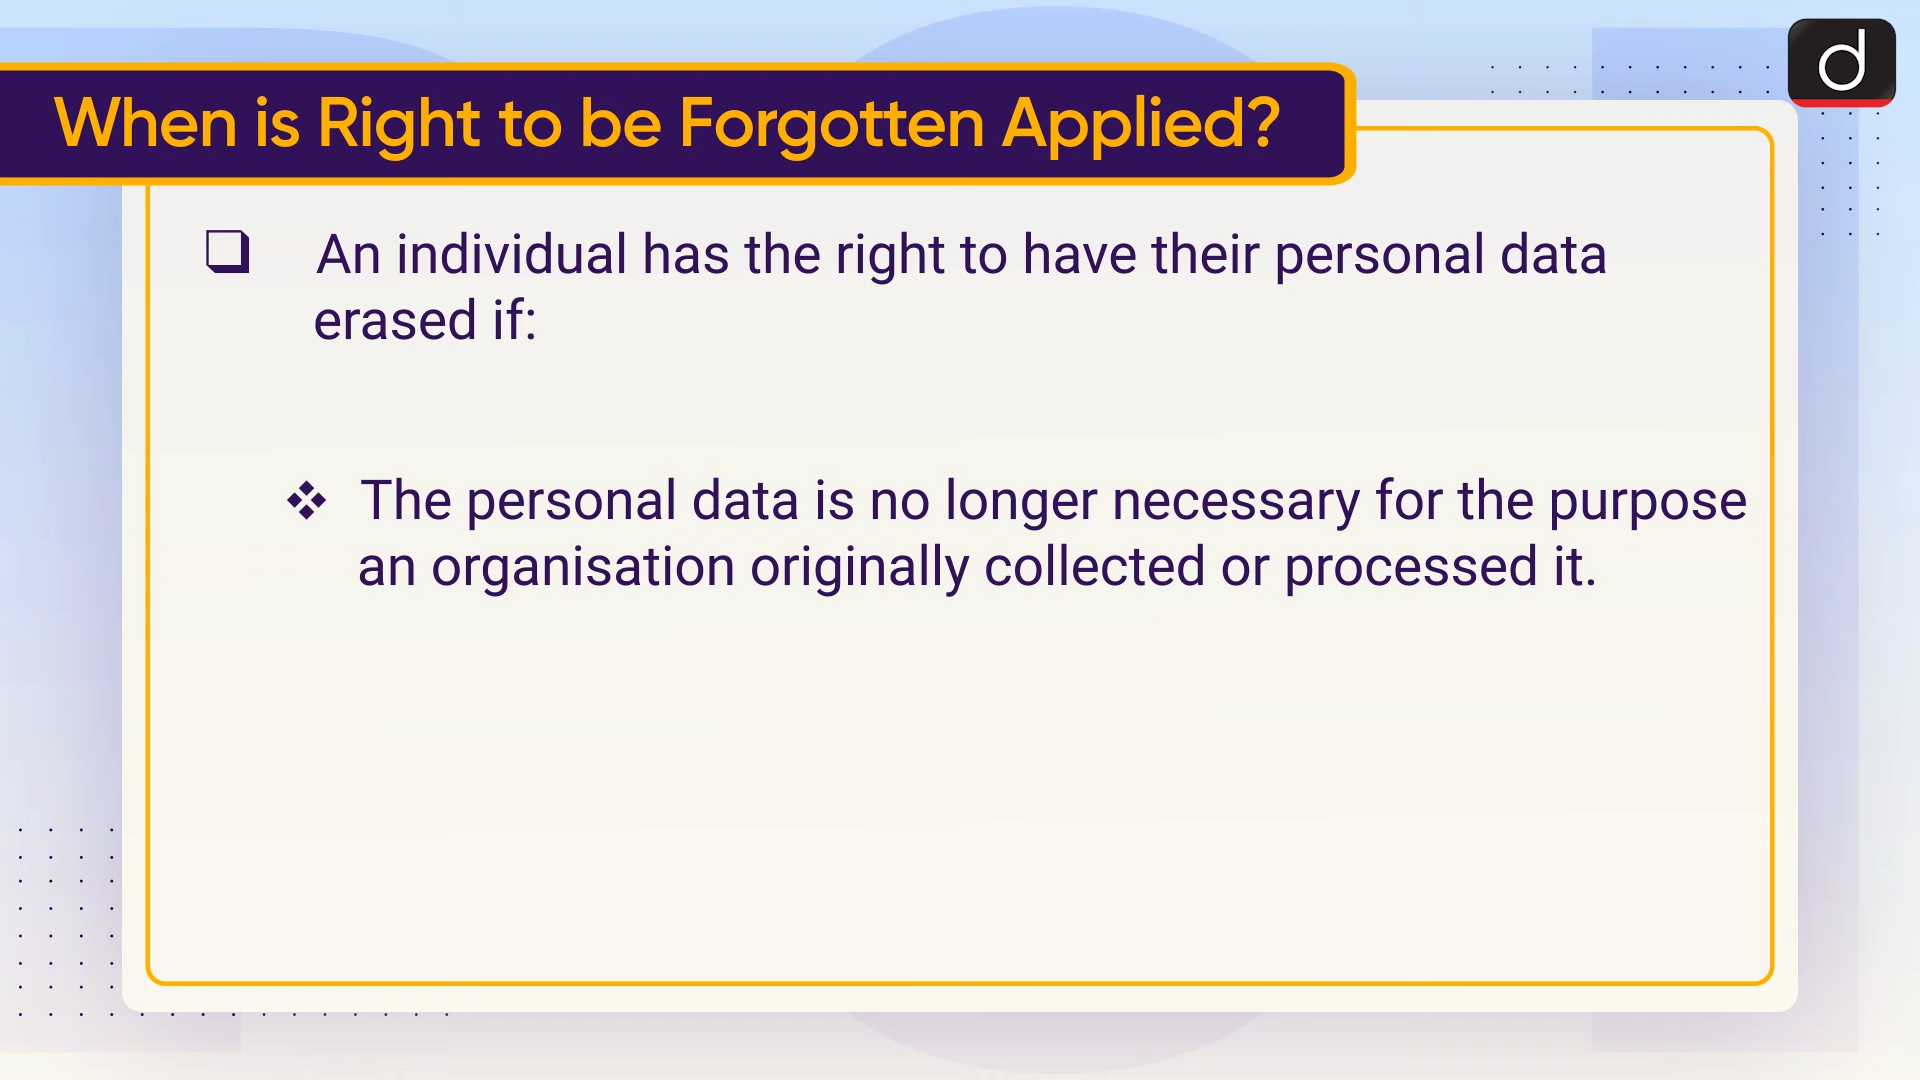 d
When is Right to be Forgotten Applied?
❑ An individual has the right to have their personal data
erased if:
❖ The personal data is no longer necessary for the purpose
an organisation originally collected or processed it.